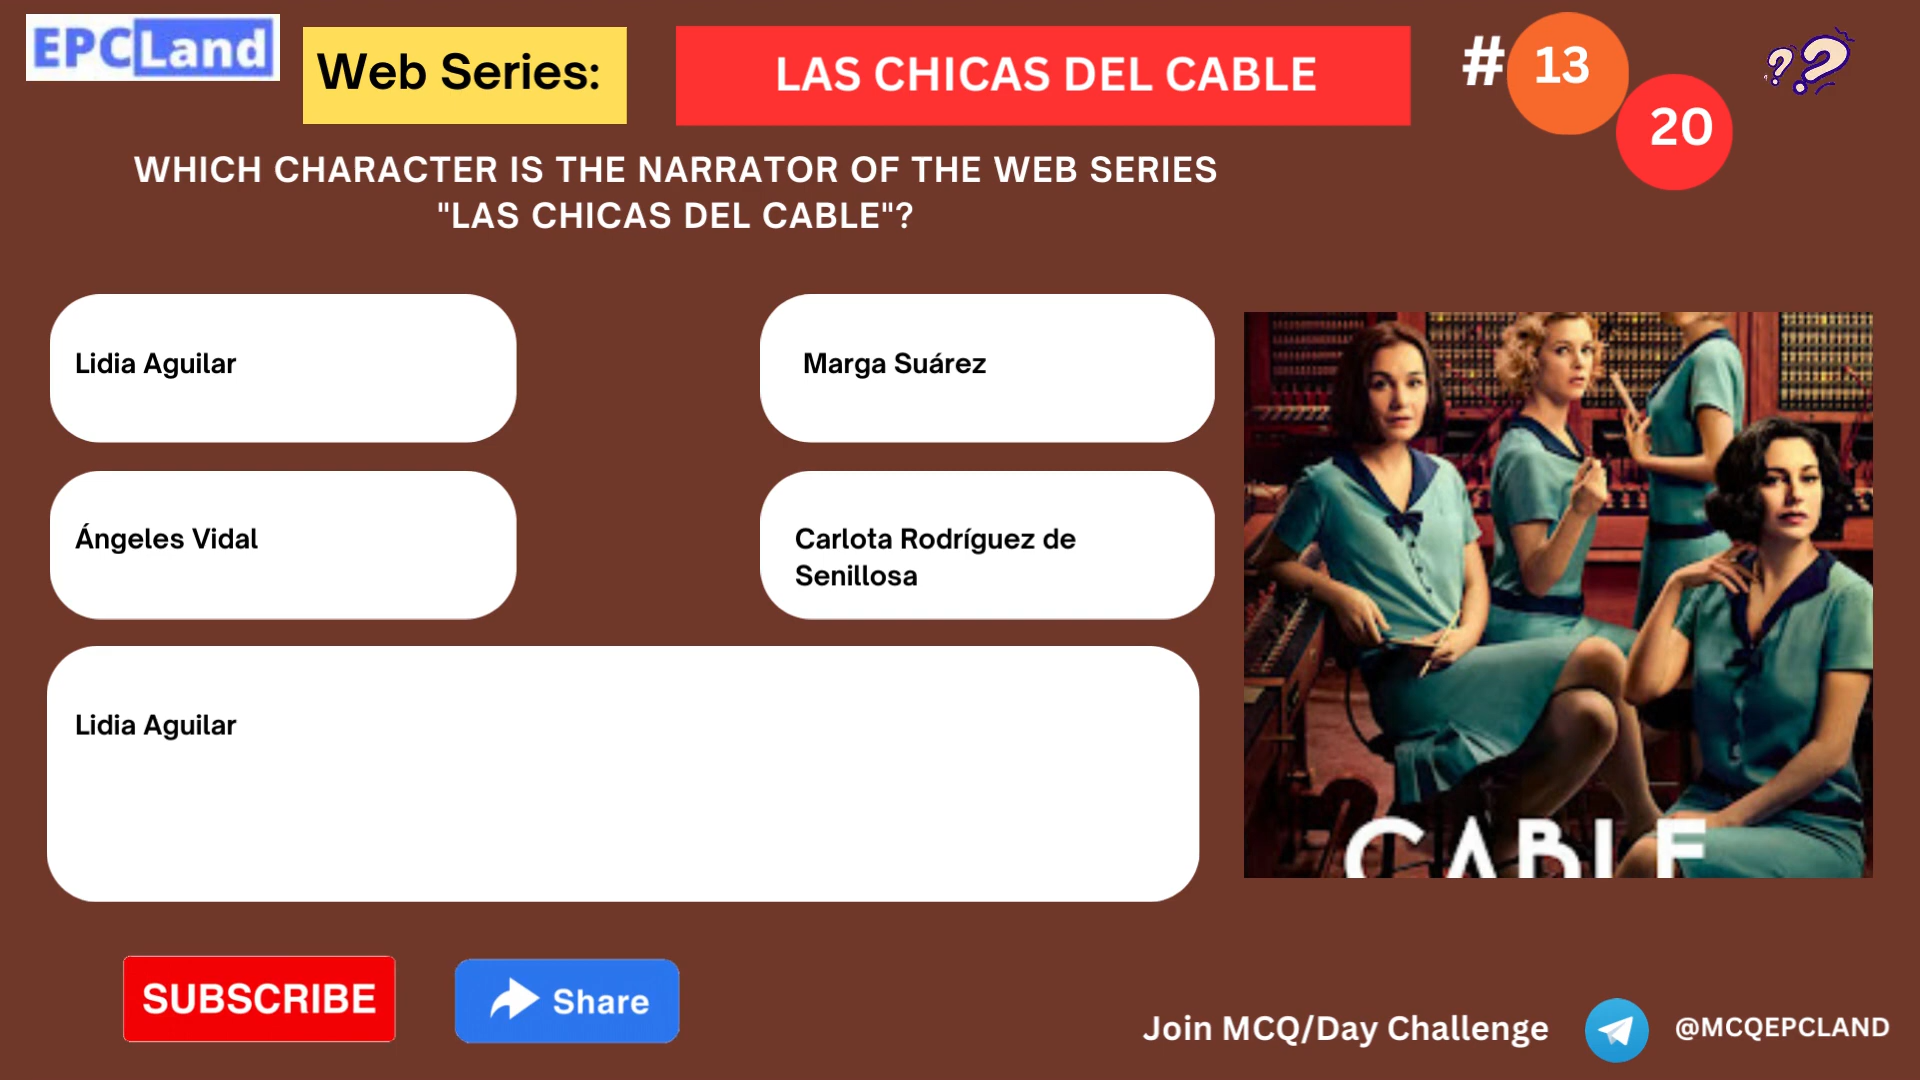 EPCLand
Web Series:
LAS CHICAS DEL CABLE
# 13
20
WHICH CHARACTER IS THE NARRATOR OF THE WEB SERIES
"LAS CHICAS DEL CABLE"?
Lidia Aguilar
Marga Suárez
Ángeles Vidal
Carlota Rodríguez de
Senillosa
Lidia Aguilar
CABLE
SUBSCRIBE
Share
Join MCQ/Day Challenge
@MCQEPCLAND